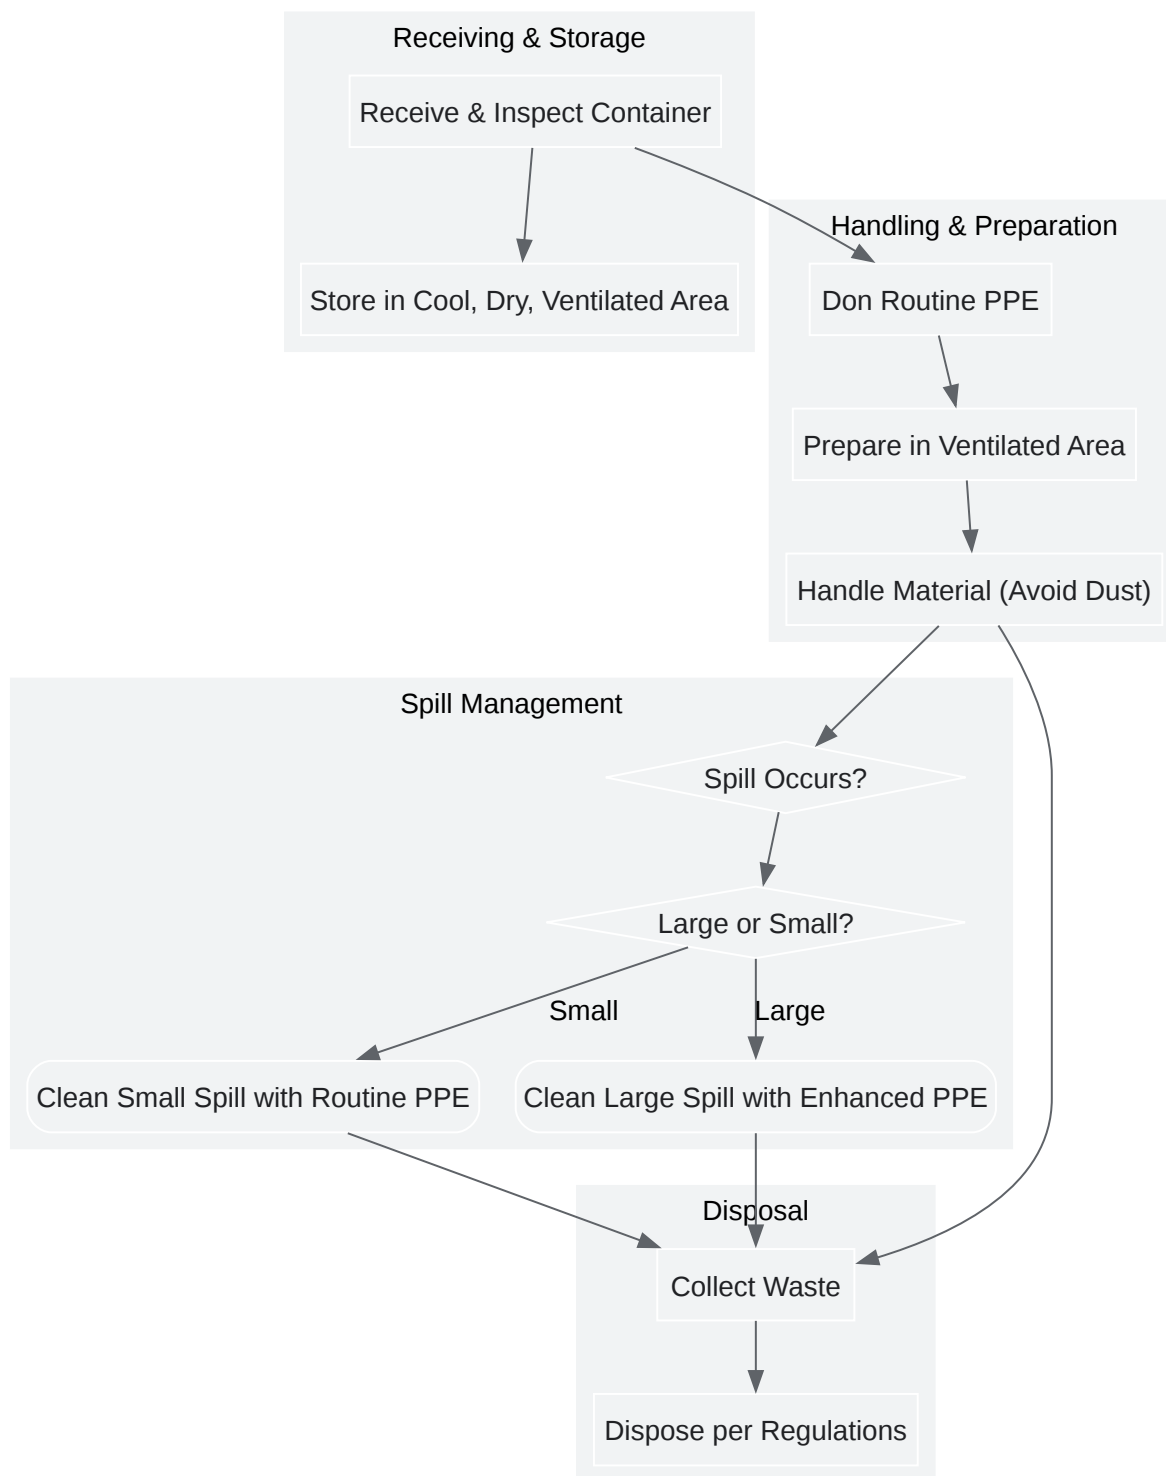 Receiving & Storage
Receive & Inspect Container
Handling & Preparation
Store in Cool, Dry, Ventilated Area
Don Routine PPE
Prepare in Ventilated Area
Handle Material (Avoid Dust)
Spill Management
Spill Occurs?
Large or Small?
Small
Large
Clean Small Spill with Routine PPE
Clean Large Spill with Enhanced PPE
Disposal
Collect Waste
Dispose per Regulations